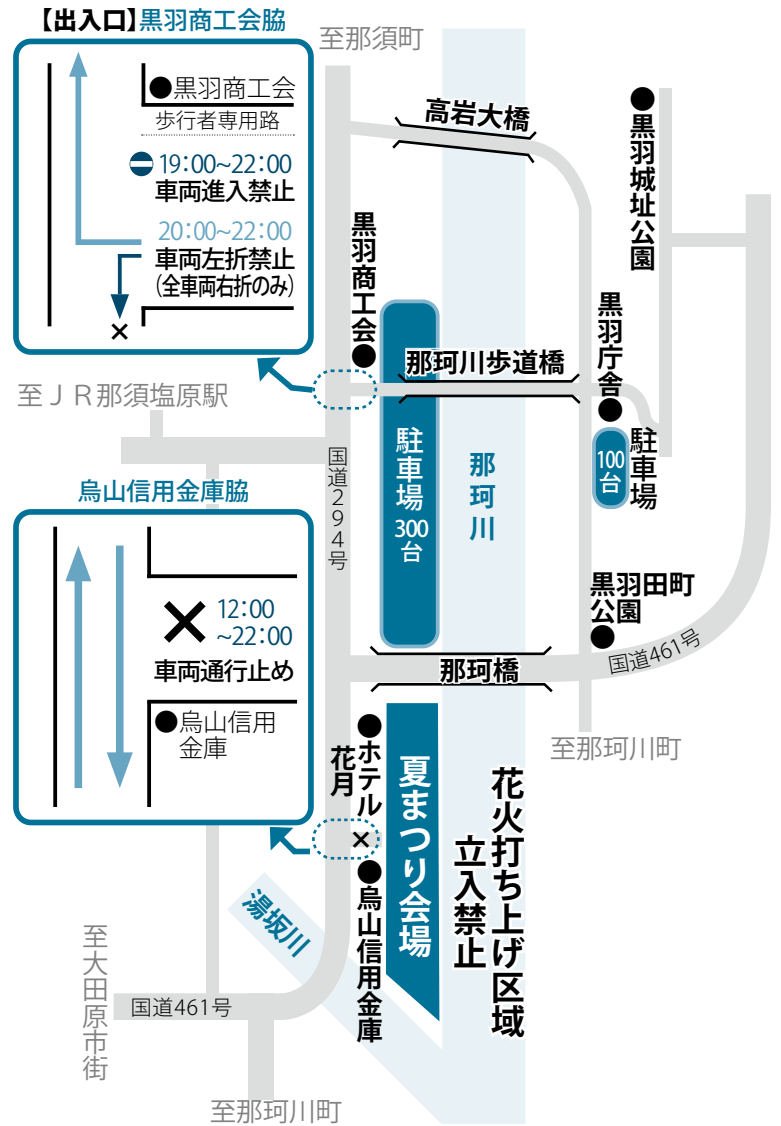 【出入口】黒羽商工会脇
●黒羽商工会
歩行者専用路
19:00~22:00
車両進入禁止
20:00~22:00
車両左折禁止
(全車両右折のみ)
至那須町
高岩大橋
●黒羽城址公園
黒羽商工会●
那珂川歩道橋
黒羽庁舎●
駐車場
100
台
至ＪＲ那須塩原駅
国道294号
駐車場
300
台
那珂川
烏山信用金庫脇
12:00
~22:00
車両通行止め
●烏山信用
金庫
黒羽田町
公園
●
国道461号
那珂橋
至那珂川町
●ホテル
花月
夏まつり会場
花火打ち上げ区域
立入禁止
●烏山信用金庫
湯坂川
至大田原市街
国道461号
至那珂川町